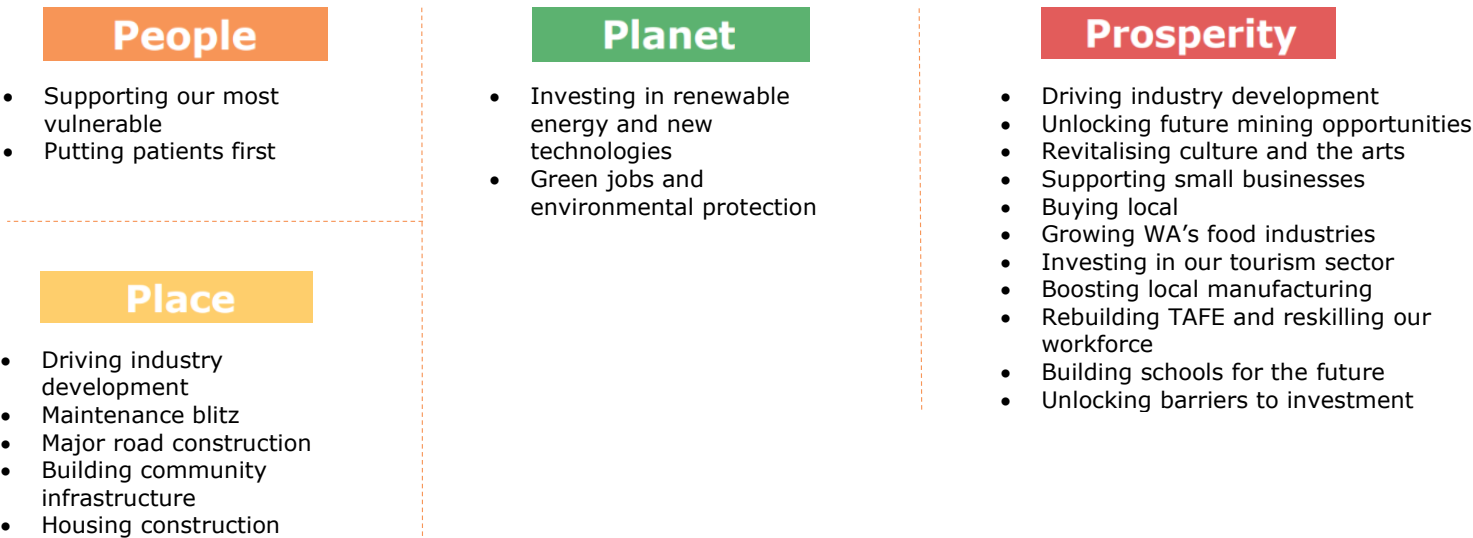 People
• Supporting our most
vulnerable
• Putting patients first
Place
• Driving industry
development
• Maintenance blitz
• Major road construction
• Building community
infrastructure
• Housing construction
Planet
• Investing in renewable
energy and new
technologies
• Green jobs and
environmental protection
Prosperity
• Driving industry development
• Unlocking future mining opportunities
• Revitalising culture and the arts
• Supporting small businesses
• Buying local
• Growing WA’s food industries
• Investing in our tourism sector
• Boosting local manufacturing
• Rebuilding TAFE and reskilling our
workforce
• Building schools for the future
• Unlocking barriers to investment